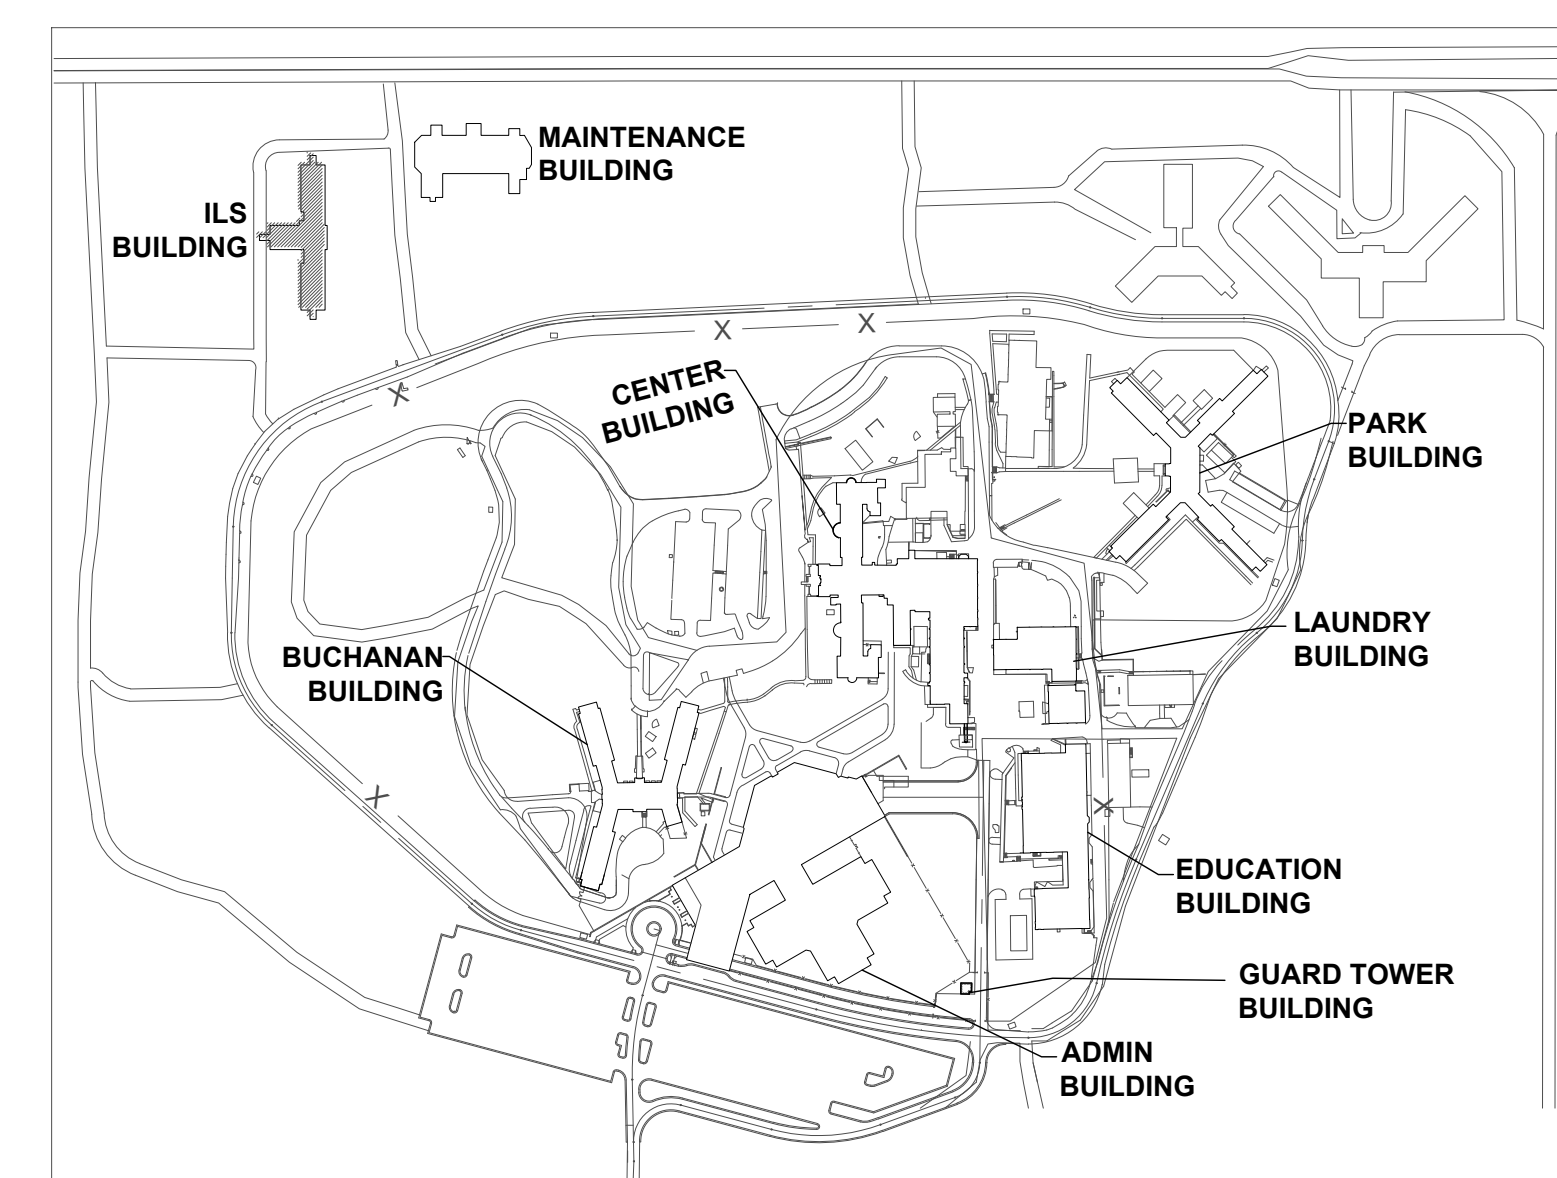 MAINTENANCE
BUILDING
ILS
BUILDING
X
X
X
CENTER
BUILDING
PARK
BUILDING
LAUNDRY
BUILDING
BUCHANAN
BUILDING
X
X
EDUCATION
BUILDING
GUARD TOWER
BUILDING
ADMIN
BUILDING